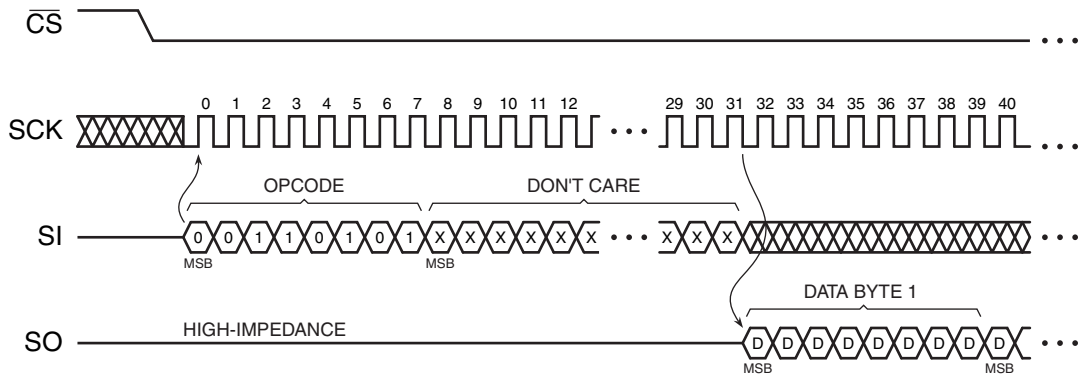 CS
0 1 2 3 4 5 6 7 8 9 10 11 12 29 30 31 32 33 34 35 36 37 38 39 40
SCK
OPCODE DON'T CARE
SI 0 0 1 1 0 1 0 1 X X X X X X X X X
MSB MSB
DATA BYTE 1
HIGH-IMPEDANCE
SO D D D D D D D D D
MSB MSB